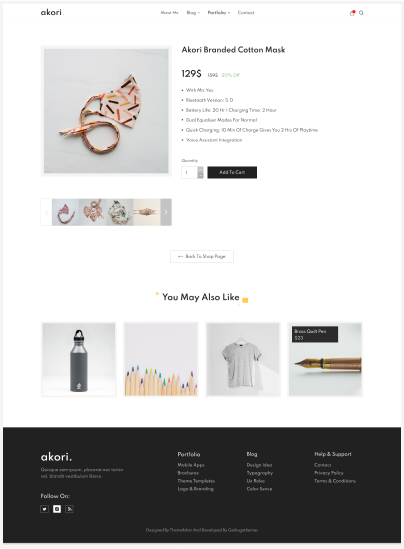 akori.
About Me Blog Portfolio Contact
Akori Branded Cotton Mask
129$ 159$ 20% Off
With Mic:Yes
Bluetooth Version: 5.0
Battery Life: 20 Hr | Charging Time: 2 Hour
Dual Equaliser Modes For Normal
Quick Charging: 10 Min Of Charge Gives You 2 Hrs Of Playtime
Voice Assistant Integration
Quantity
1 Add To Cart
Back To Shop Page
You May Also Like
Brass Quill Pen
$23
akori.
Quisque sem ipsum, placerat nec tortor
vel, blandit vestibulum libero.
Follow On:
Portfolio
Mobile Apps
Brochures
Theme Templates
Logo & Branding
Blog
Design Idea
Typography
Ux Rules
Color Sense
Help & Support
Contact
Privacy Policy
Terms & Conditions
Designed By Themefisher And Developed By Gethugothemes